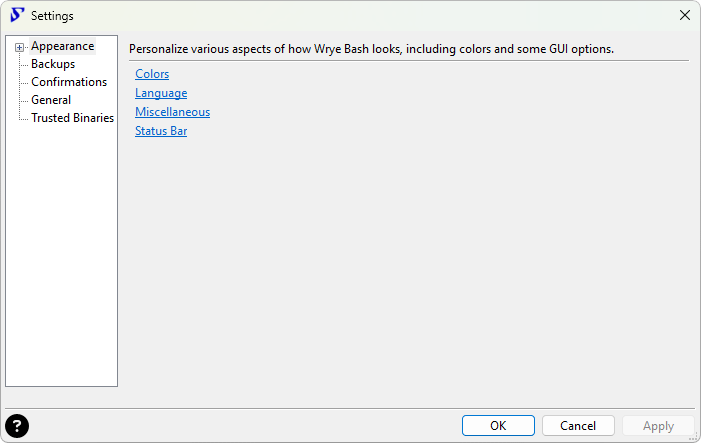 Settings
Appearance
Backups
Confirmations
General
Trusted Binaries
Personalize various aspects of how Wrye Bash looks, including colors and some GUI options.
Colors
Language
Miscellaneous
Status Bar
?
OK
Cancel
Apply